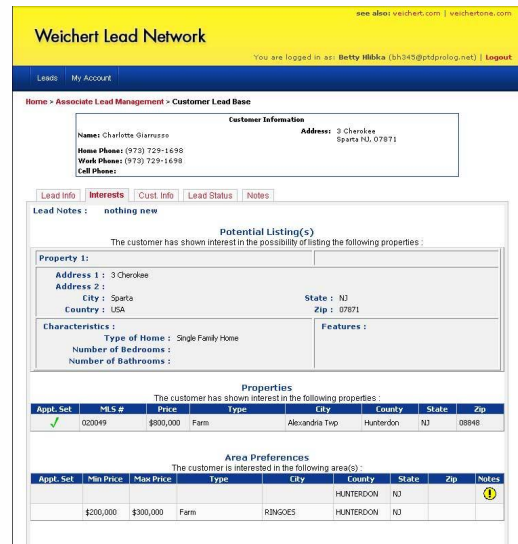 see also: veichert.com | veichertone.com
Weichert Lead Network
You are logged in as: Betty Hlibka (bh345@ptdprolog.net) | Logout
Leads My Account
Home > Associate Lead Management > Customer Lead Base
Customer Information
Name: Charlotte Giarrusso Address: 3 Cherokee
Sparta NJ, 07871
Home Phone: (973) 729-1698
Work Phone: (973) 729-1698
Cell Phone:
Lead Info Interests Cust. Info Lead Status Notes
Lead Notes : nothing new
Potential Listing(s)
The customer has shown interest in the possibility of listing the following properties :
Property 1:
Address 1 : 3 Cherokee
Address 2 :
City : Sparta State : NJ
Country : USA Zip : 07871
Characteristics : Features :
Type of Home : Single Family Home
Number of Bedrooms :
Number of Bathrooms :
Properties
The customer has shown interest in the following properties :
Appt. Set MLS # Price Type City County State Zip
020049 $800,000 Farm Alexandria Twp Hunterdon NJ 08848
Area Preferences
The customer is interested in the following area(s) :
Appt. Set Min Price Max Price Type City County State Zip Notes
HUNTERDON NJ
$200,000 $300,000 Farm RINGOES HUNTERDON NJ